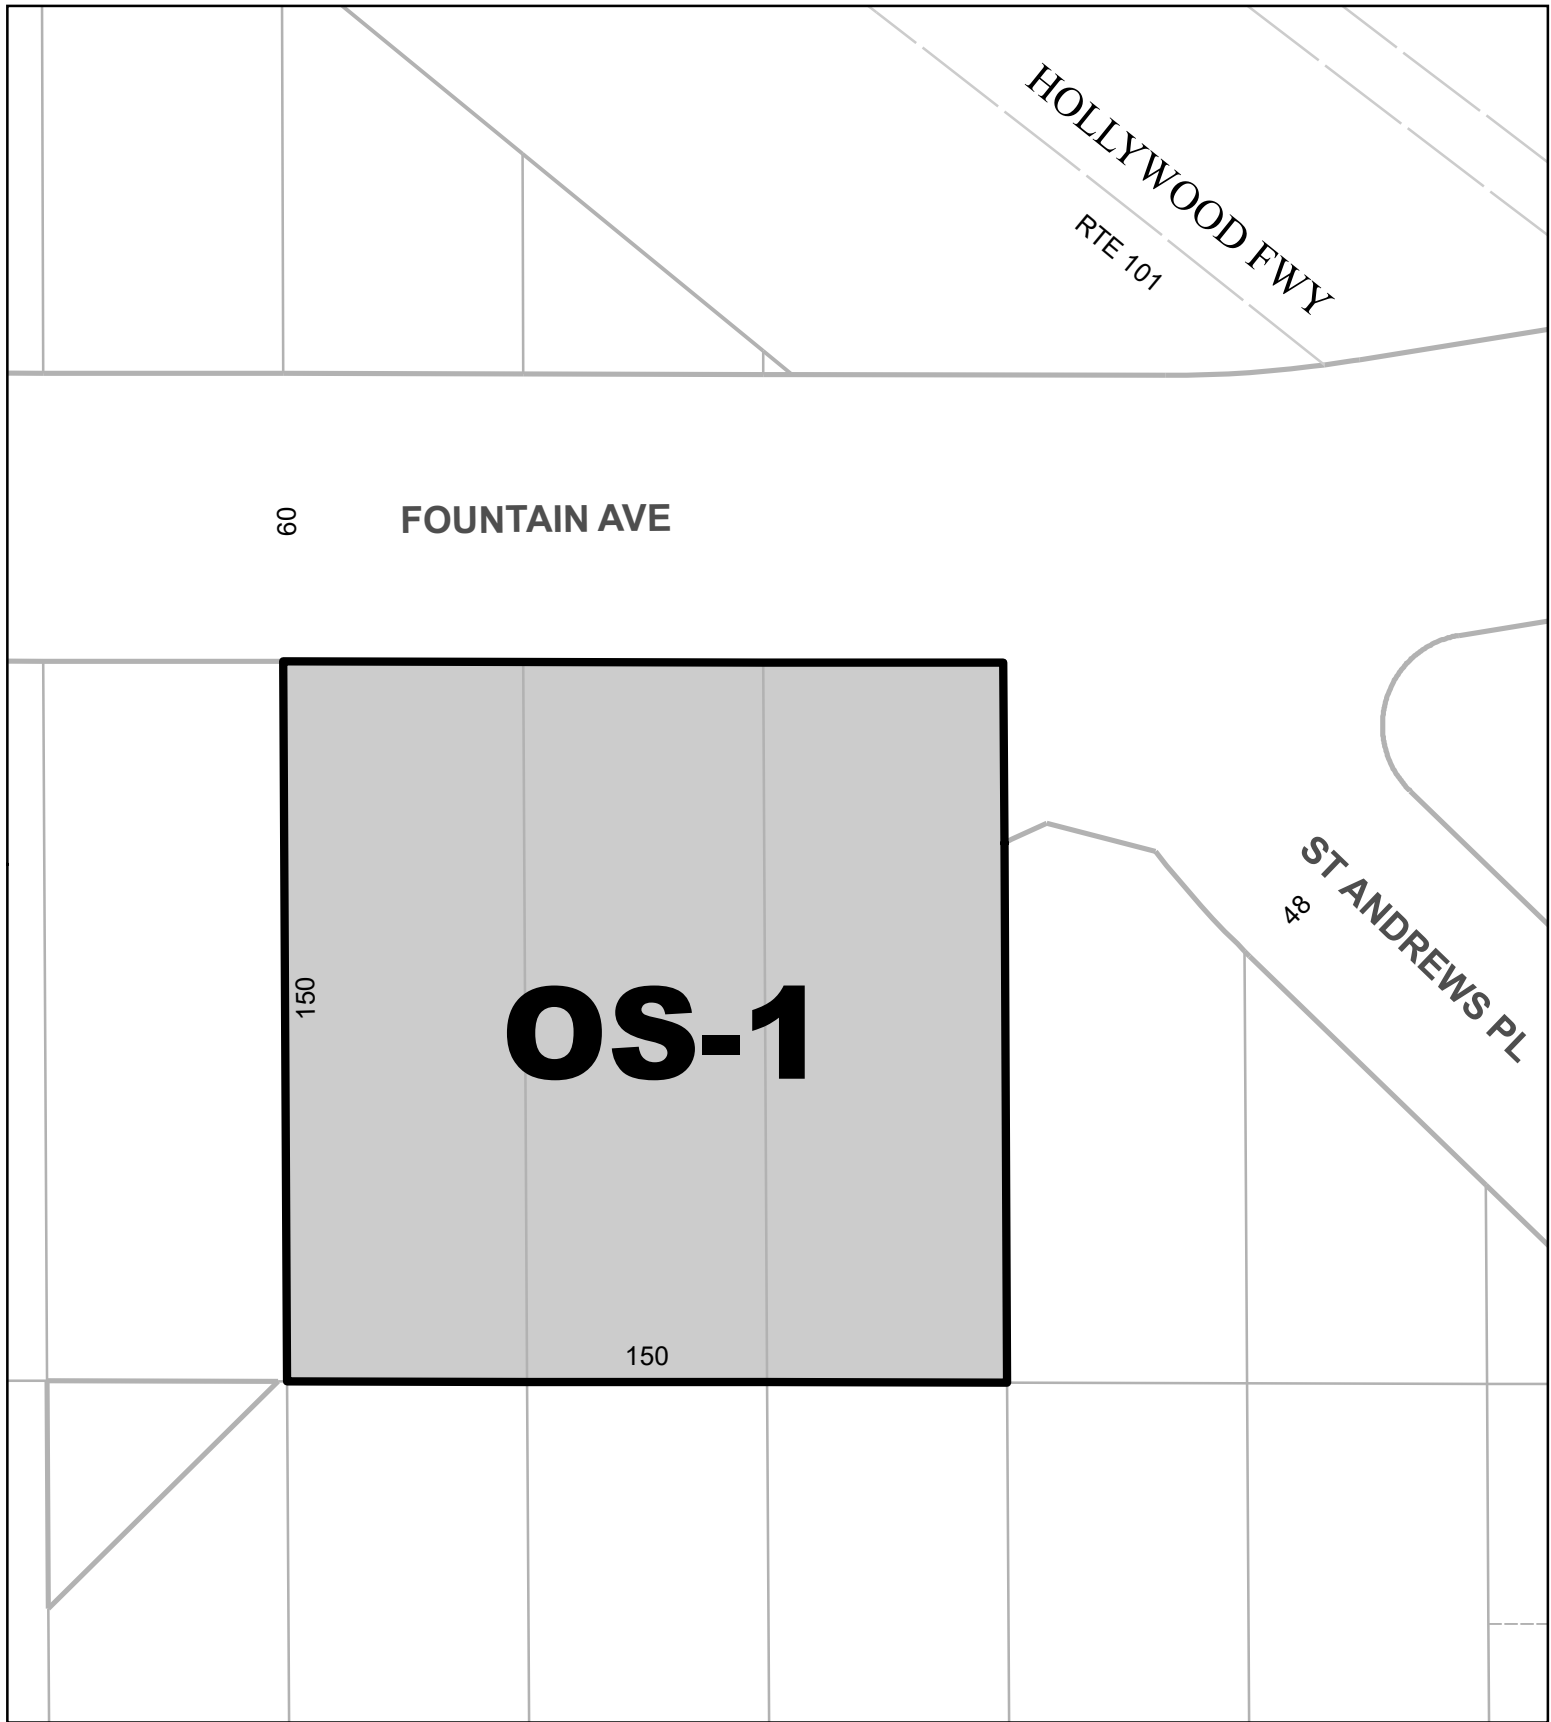 HOLLYWOOD FWY
RTE 101
60
FOUNTAIN AVE
ST ANDREWS PL
48
150
OS-1
150